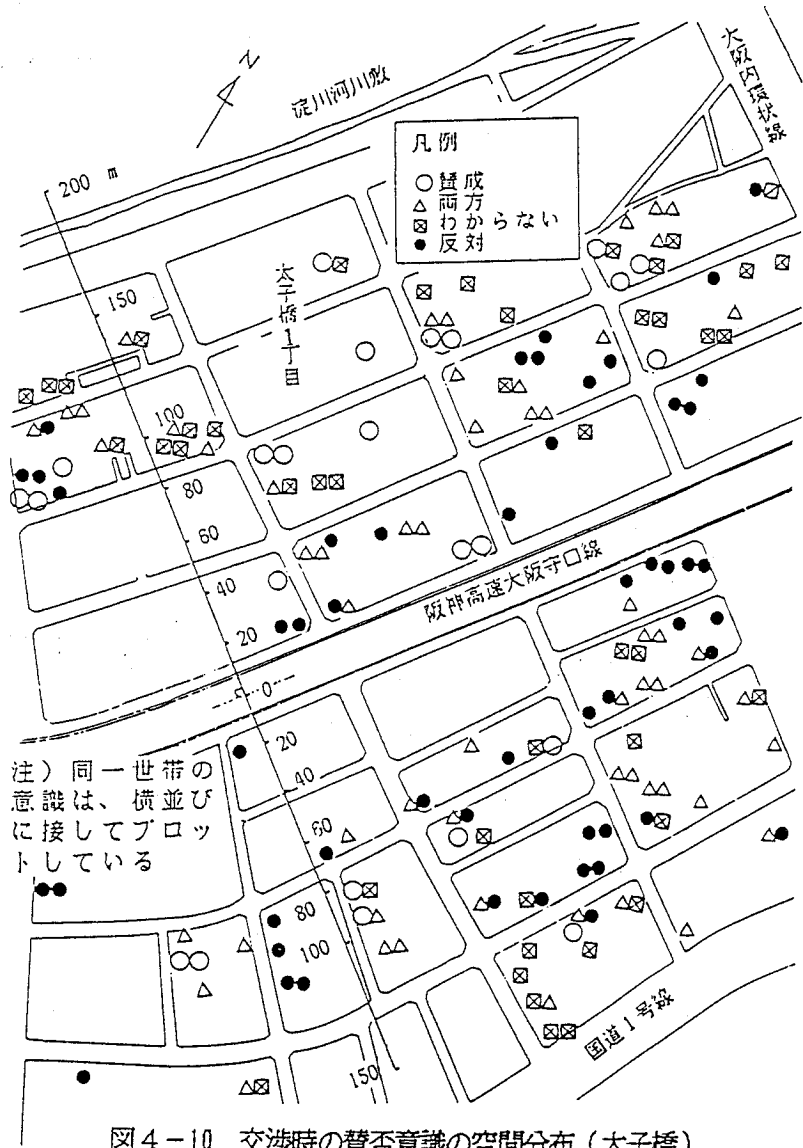 N
淀川河川敷
大阪内環状線
200 m
凡例
○賛成
△両方
☒わからない
●反対
太子橋1丁目
150
100
80
60
40
20
0
20
40
60
80
100
150
阪神高速大阪守口線
国道1号線
注）同一世帯の
意識は、横並び
に接してプロッ
トしている
図4-10 交渉時の賛否意識の空間分布（太子橋）